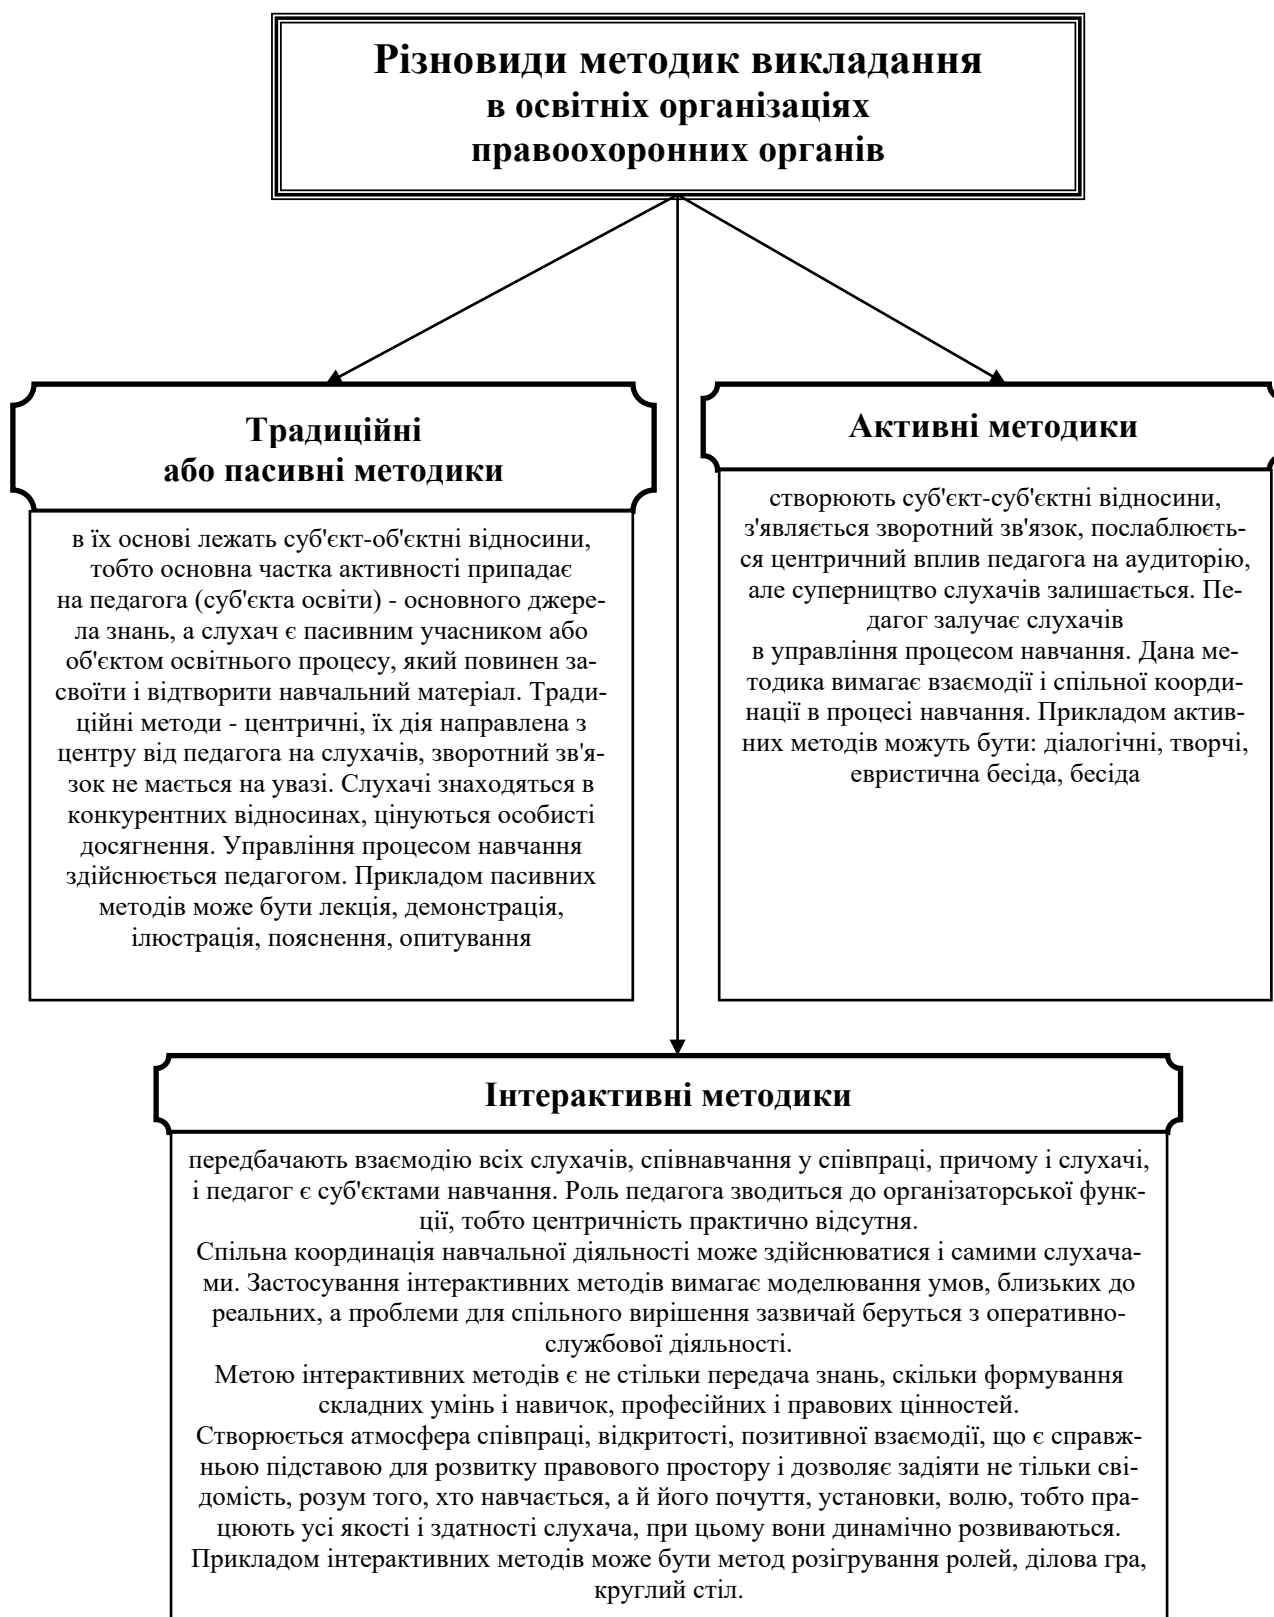 Різновиди методик викладання
в освітніх організаціях
правоохоронних органів
Традиційні
або пасивні методики
в їх основі лежать суб'єкт-об'єктні відносини,
тобто основна частка активності припадає
на педагога (суб'єкта освіти) - основного джере-
ла знань, а слухач є пасивним учасником або
об'єктом освітнього процесу, який повинен за-
своїти і відтворити навчальний матеріал. Тради-
ційні методи - центричні, їх дія направлена з
центру від педагога на слухачів, зворотний зв'я-
зок не мається на увазі. Слухачі знаходяться в
конкурентних відносинах, цінуються особисті
досягнення. Управління процесом навчання
здійснюється педагогом. Прикладом пасивних
методів може бути лекція, демонстрація,
ілюстрація, пояснення, опитування
Активні методики
створюють суб'єкт-суб'єктні відносини,
з'являється зворотний зв'язок, послаблюєть-
ся центричний вплив педагога на аудиторію,
але суперництво слухачів залишається. Пе-
дагог залучає слухачів
в управління процесом навчання. Дана ме-
тодика вимагає взаємодії і спільної коорди-
нації в процесі навчання. Прикладом актив-
них методів можуть бути: діалогічні, творчі,
евристична бесіда, бесіда
Інтерактивні методики
передбачають взаємодію всіх слухачів, співнавчання у співпраці, причому і слухачі,
і педагог є суб'єктами навчання. Роль педагога зводиться до організаторської функ-
ції, тобто центричність практично відсутня.
Спільна координація навчальної діяльності може здійснюватися і самими слухача-
ми. Застосування інтерактивних методів вимагає моделювання умов, близьких до
реальних, а проблеми для спільного вирішення зазвичай беруться з оперативно-
службової діяльності.
Метою інтерактивних методів є не стільки передача знань, скільки формування
складних умінь і навичок, професійних і правових цінностей.
Створюється атмосфера співпраці, відкритості, позитивної взаємодії, що є справж-
ньою підставою для розвитку правового простору і дозволяє задіяти не тільки сві-
домість, розум того, хто навчається, а й його почуття, установки, волю, тобто пра-
цюють усі якості і здатності слухача, при цьому вони динамічно розвиваються.
Прикладом інтерактивних методів може бути метод розігрування ролей, ділова гра,
круглий стіл.